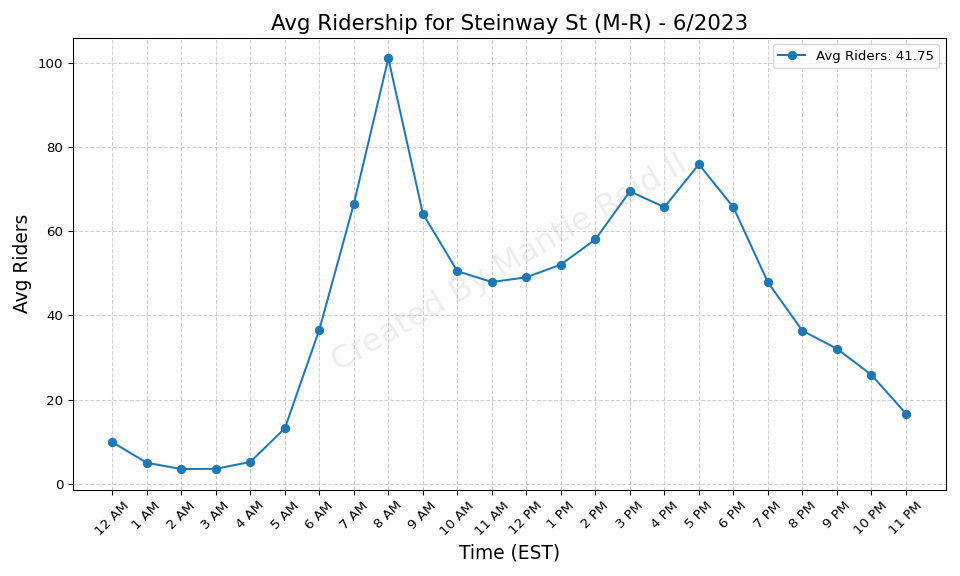 Avg Ridership for Steinway St (M-R) - 6/2023
Avg Riders: 41.75
100
80
60
40
20
0
Avg Riders
Created By Mantie Reid II
12 AM
1 AM
2 AM
3 AM
4 AM
5 AM
6 AM
7 AM
8 AM
9 AM
10 AM
11 AM
12 PM
1 PM
2 PM
3 PM
4 PM
5 PM
6 PM
7 PM
8 PM
9 PM
10 PM
11 PM
Time (EST)